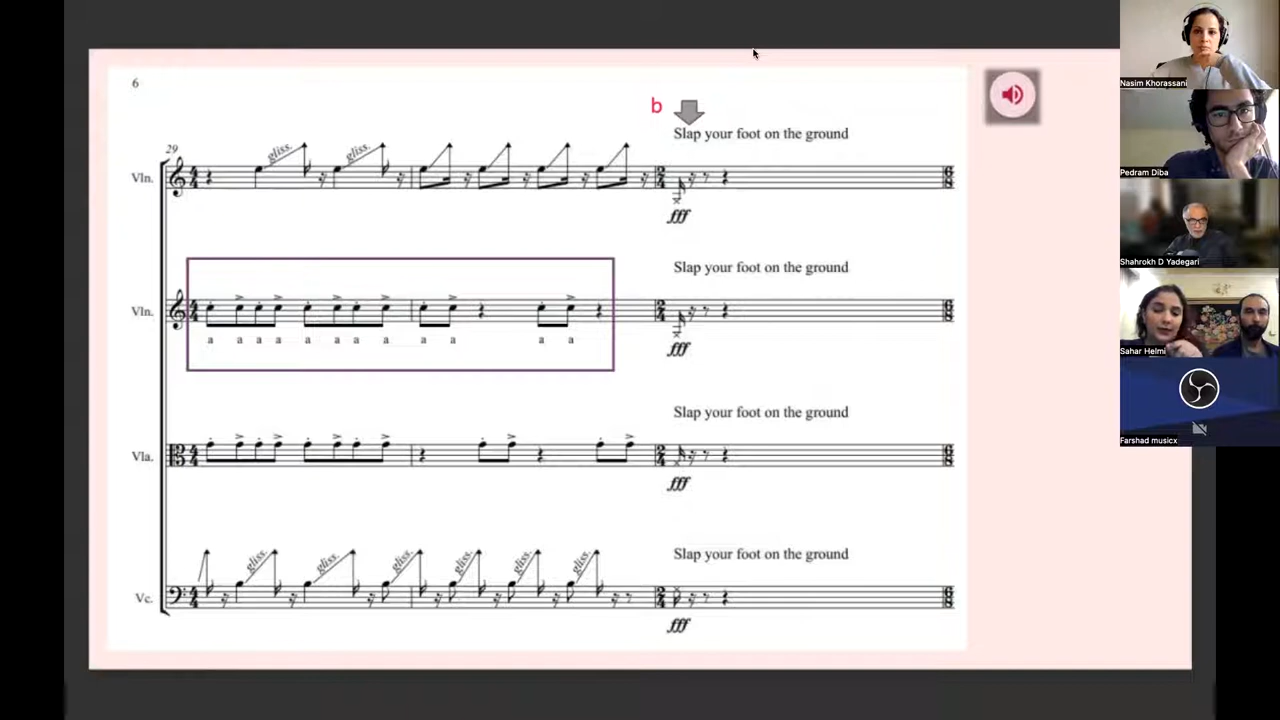 6
b
Slap your foot on the ground
29
gliss.
gliss.
Vln.
fff
Slap your foot on the ground
Vln.
a a a a a a a a a a a
fff
Slap your foot on the ground
Vla.
fff
Slap your foot on the ground
gliss.
gliss.
gliss.
gliss.
gliss.
gliss.
Vc.
fff
Nasim Khorassani
Pedram Diba
Shahrokh D Yadegari
Sahar Helmi
Farshad musicx